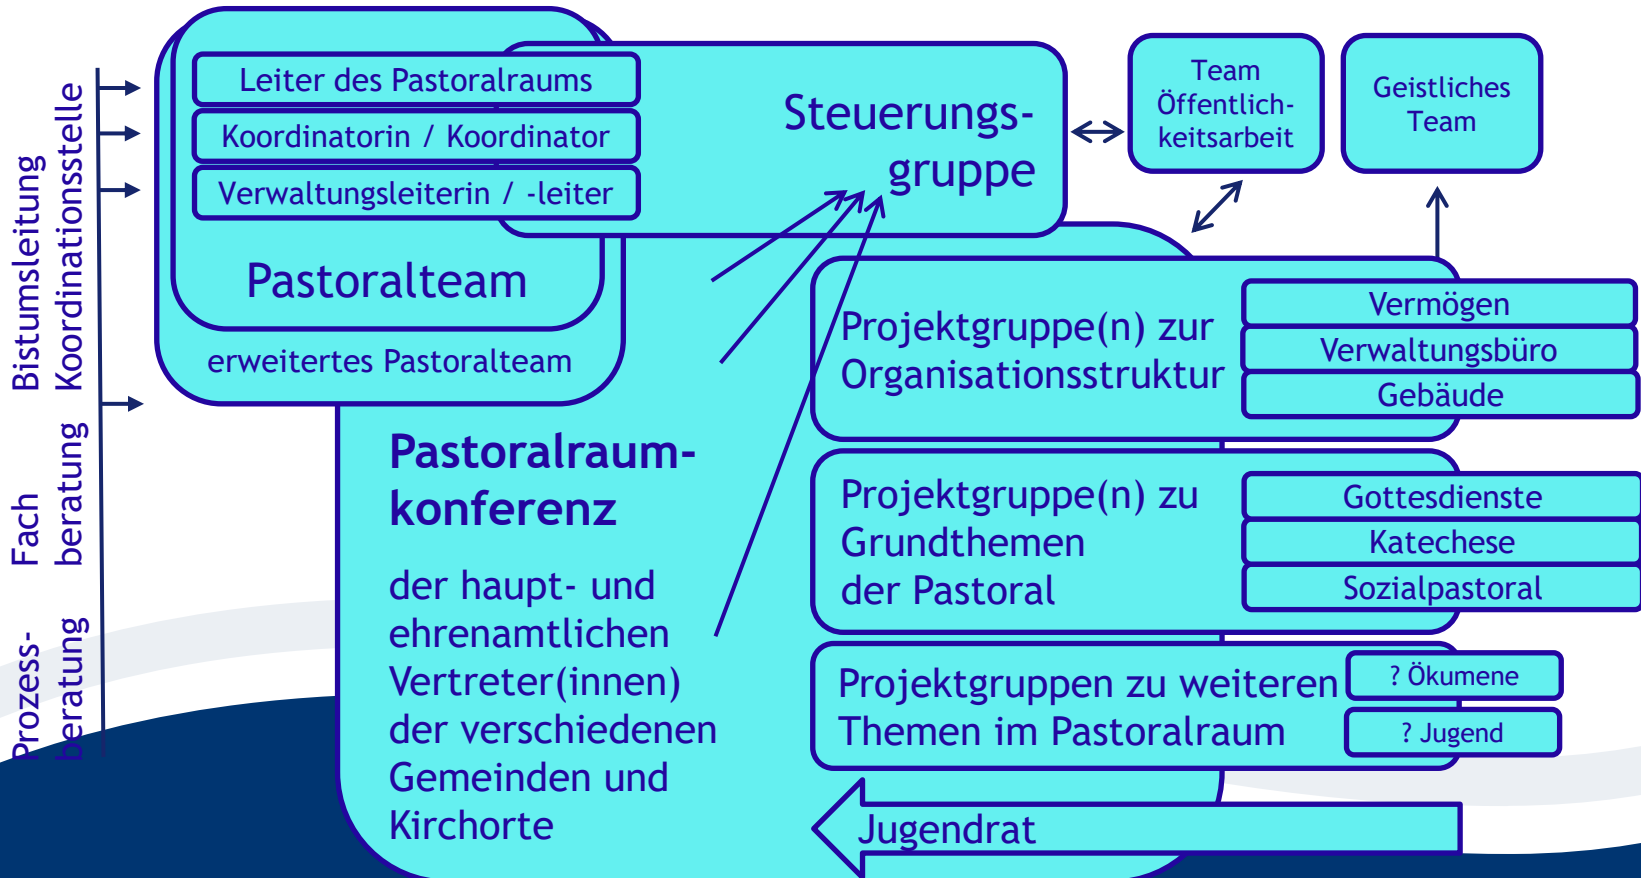 Bistumsleitung
Koordinationsstelle
Fach
beratung
Prozess-
beratung
Leiter des Pastoralraums
Koordinatorin / Koordinator
Verwaltungsleiterin / -leiter
Pastoralteam
erweitertes Pastoralteam
Steuerungs-
gruppe
Team
Öffentlich-
keitsarbeit
Geistliches
Team
Pastoralraum-
konferenz
der haupt- und
ehrenamtlichen
Vertreter(innen)
der verschiedenen
Gemeinden und
Kirchorte
Projektgruppe(n) zur
Organisationsstruktur
Vermögen
Verwaltungsbüro
Gebäude
Projektgruppe(n) zu
Grundthemen
der Pastoral
Gottesdienste
Katechese
Sozialpastoral
Projektgruppen zu weiteren
Themen im Pastoralraum
? Ökumene
? Jugend
Jugendrat